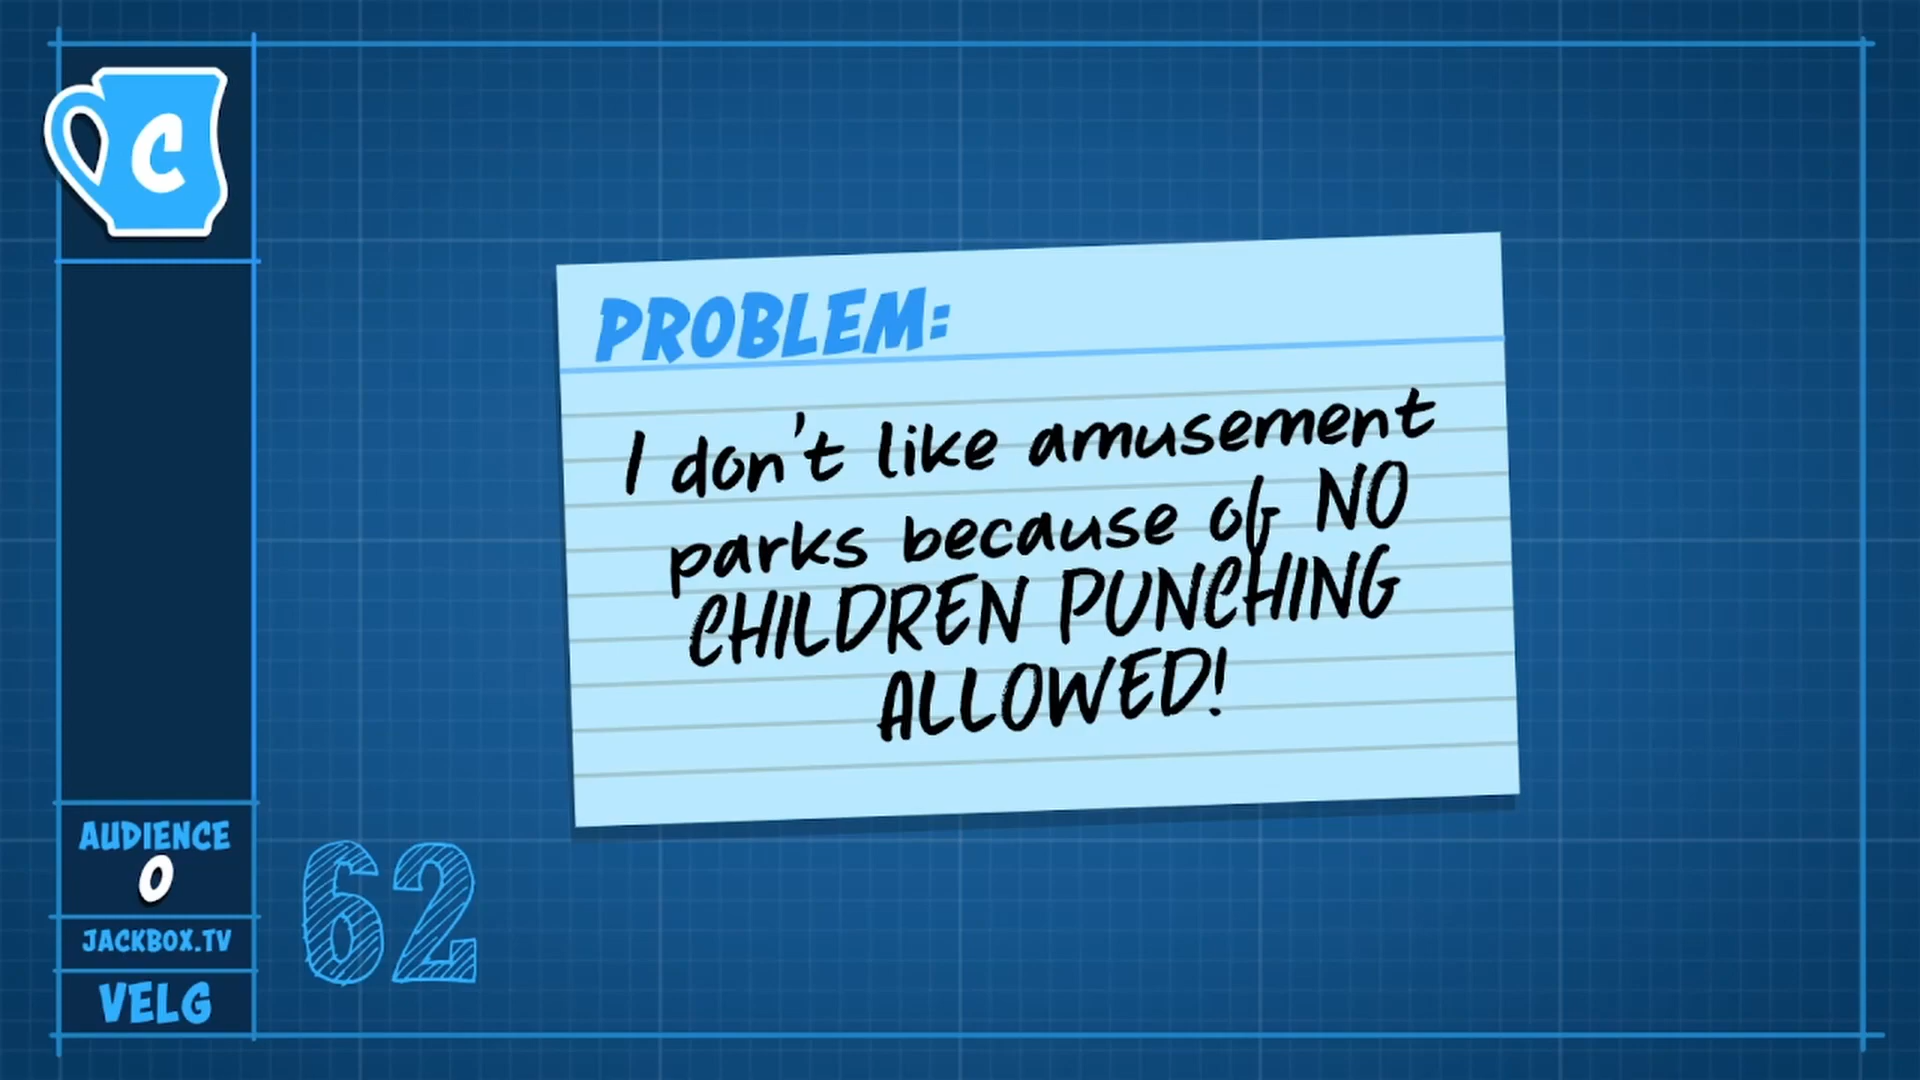 C
PROBLEM:
I don't like amusement
parks because of NO
CHILDREN PUNCHING
ALLOWED!
AUDIENCE
0
JACKBOX.TV
VELG
62